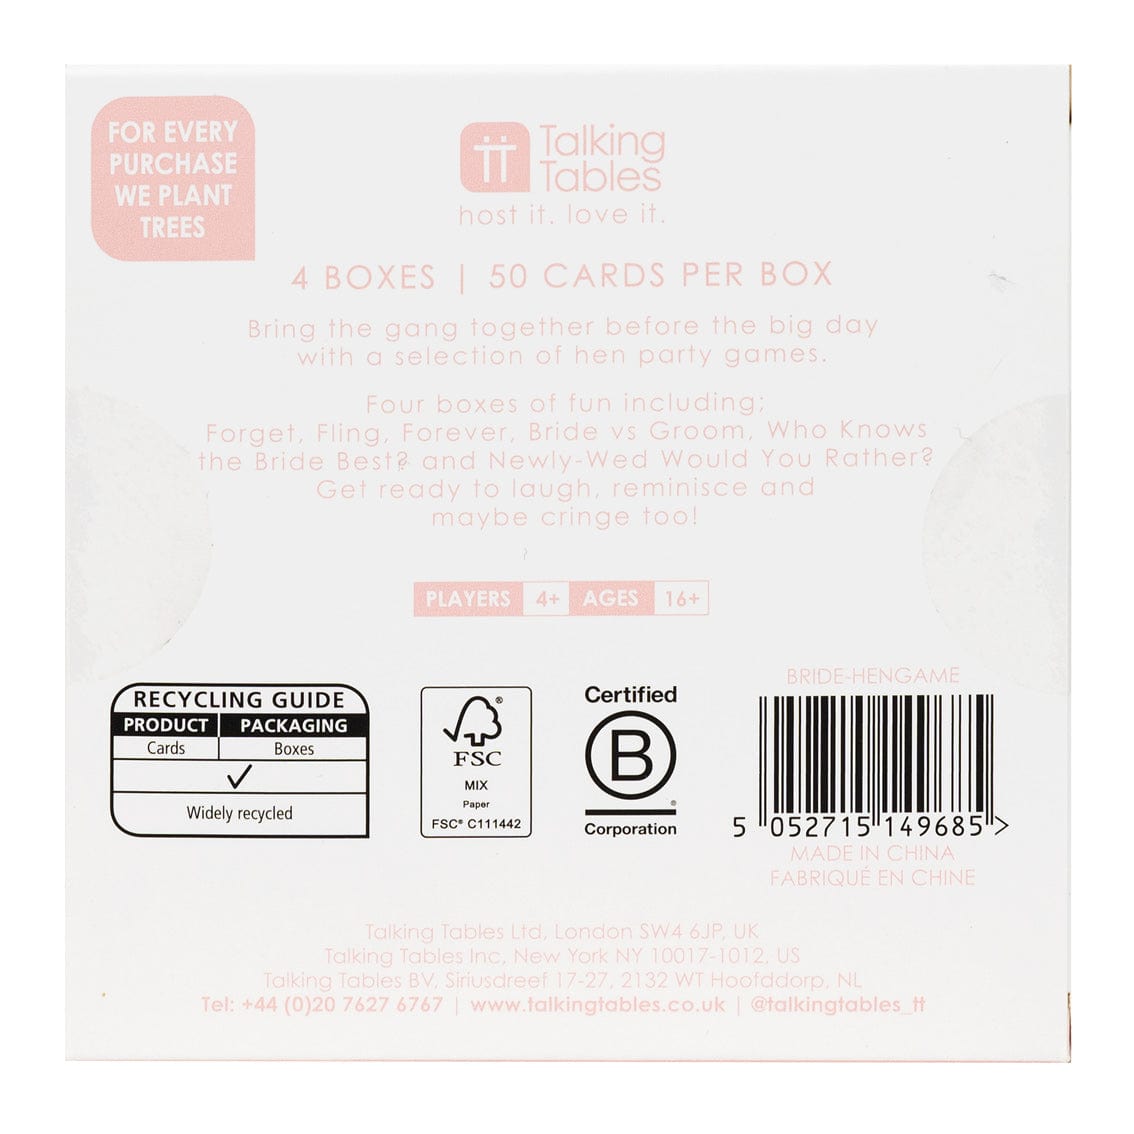 FOR EVERY
PURCHASE
WE PLANT
TREES
Talking
Tables
host it. love it.
4 BOXES | 50 CARDS PER BOX
Bring the gang together before the big day
with a selection of hen party games.
Four boxes of fun including;
Forget, Fling, Forever, Bride vs Groom, Who Knows
the Bride Best? and Newly-Wed Would You Rather?
Get ready to laugh, reminisce and
maybe cringe too!
PLAYERS 4+ AGES 16+
RECYCLING GUIDE
PRODUCT PACKAGING
Cards Boxes
Widely recycled
FSC
MIX
Paper
FSC® C111442
Certified
B
®
Corporation
BRIDE-HENGAME
5 052715 149685 >
MADE IN CHINA
FABRIQUÉ EN CHINE
Talking Tables Ltd, London SW4 6JP, UK
Talking Tables Inc, New York NY 10017-1012, US
Talking Tables BV, Siriusdreef 17-27, 2132 WT Hoofddorp, NL
Tel: +44 (0)20 7627 6767 | www.talkingtables.co.uk | @talkingtables_tt